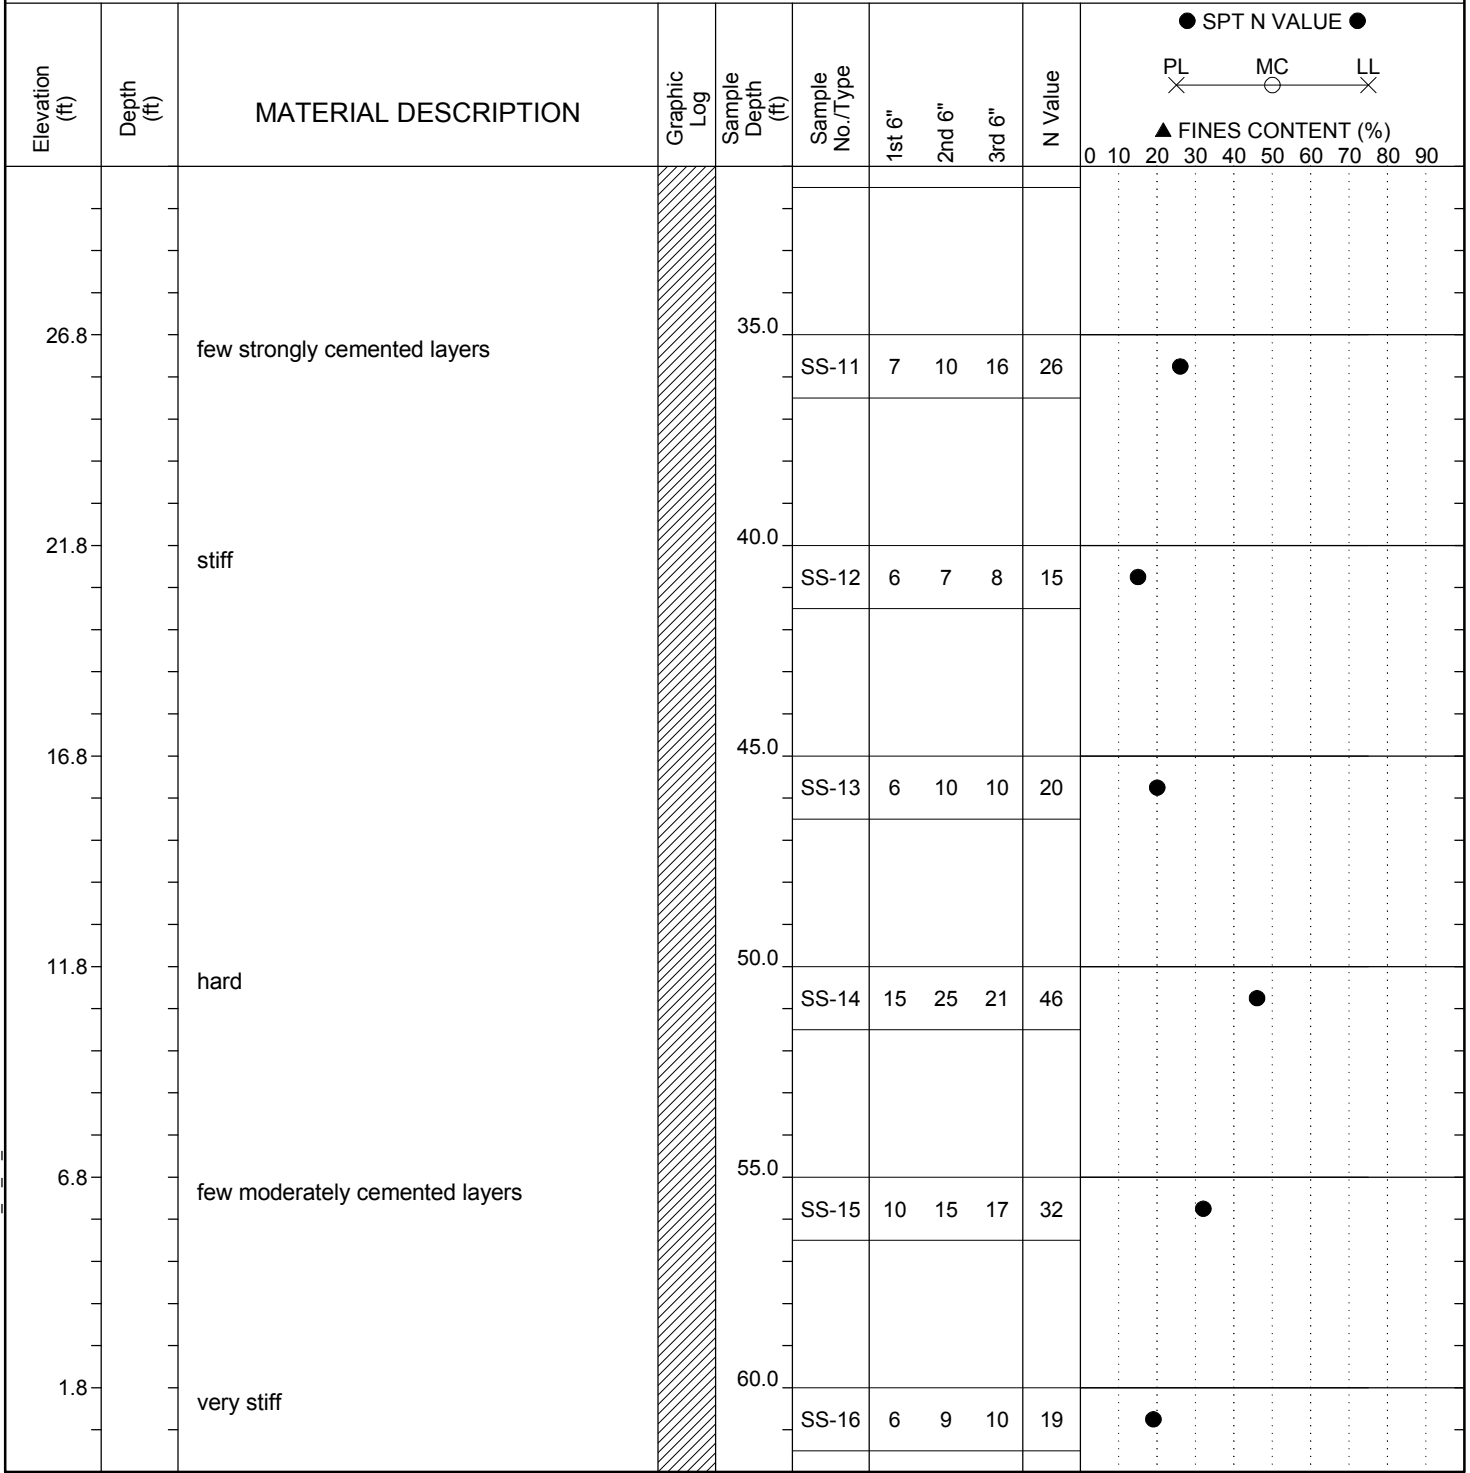 ● SPT N VALUE ●
PL MC LL
▲ FINES CONTENT (%)
0 10 20 30 40 50 60 70 80 90
Elevation
(ft)
Depth
(ft)
MATERIAL DESCRIPTION
Graphic
Log
Sample
Depth
(ft)
Sample
No./Type
1st 6"
2nd 6"
3rd 6"
N Value
26.8 35.0
few strongly cemented layers
SS-11 7 10 16 26
21.8 40.0
stiff
SS-12 6 7 8 15
16.8 45.0
SS-13 6 10 10 20
11.8 50.0
hard
SS-14 15 25 21 46
6.8 55.0
few moderately cemented layers
SS-15 10 15 17 32
1.8 60.0
very stiff
SS-16 6 9 10 19